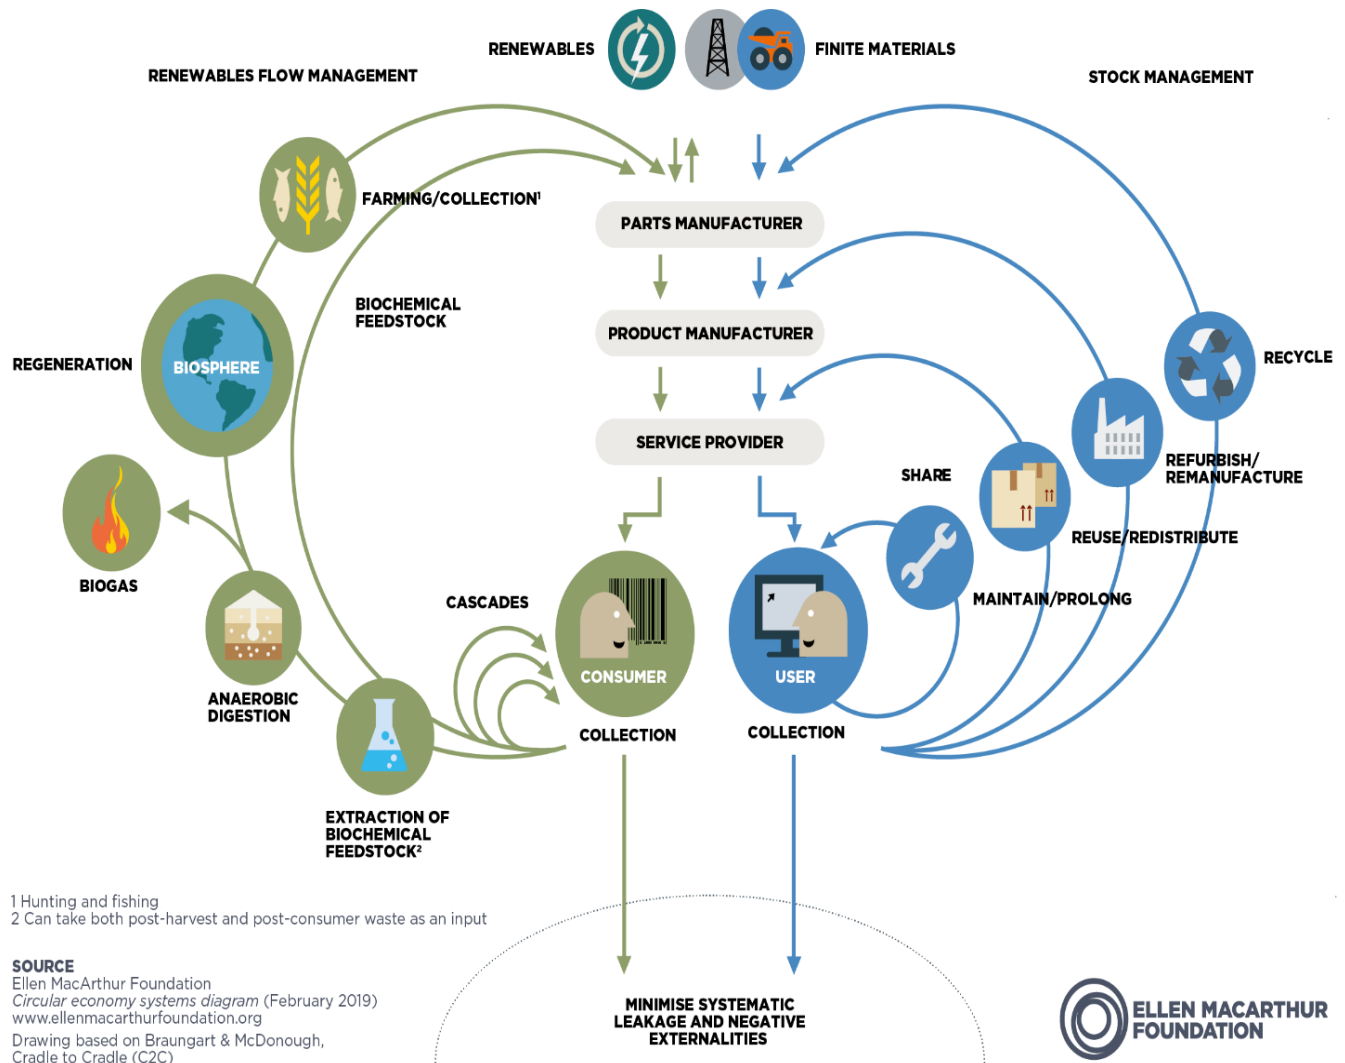 RENEWABLES
FINITE MATERIALS
RENEWABLES FLOW MANAGEMENT
STOCK MANAGEMENT
FARMING/COLLECTION¹
PARTS MANUFACTURER
BIOCHEMICAL
FEEDSTOCK
PRODUCT MANUFACTURER
REGENERATION
BIOSPHERE
RECYCLE
SERVICE PROVIDER
SHARE
REFURBISH/
REMANUFACTURE
REUSE/REDISTRIBUTE
BIOGAS
CASCADES
MAINTAIN/PROLONG
CONSUMER
USER
ANAEROBIC
DIGESTION
COLLECTION
COLLECTION
EXTRACTION OF
BIOCHEMICAL
FEEDSTOCK²
1 Hunting and fishing
2 Can take both post-harvest and post-consumer waste as an input
SOURCE
Ellen MacArthur Foundation
Circular economy systems diagram (February 2019)
www.ellenmacarthurfoundation.org
Drawing based on Braungart & McDonough,
Cradle to Cradle (C2C)
MINIMISE SYSTEMATIC
LEAKAGE AND NEGATIVE
EXTERNALITIES
ELLEN MACARTHUR
FOUNDATION